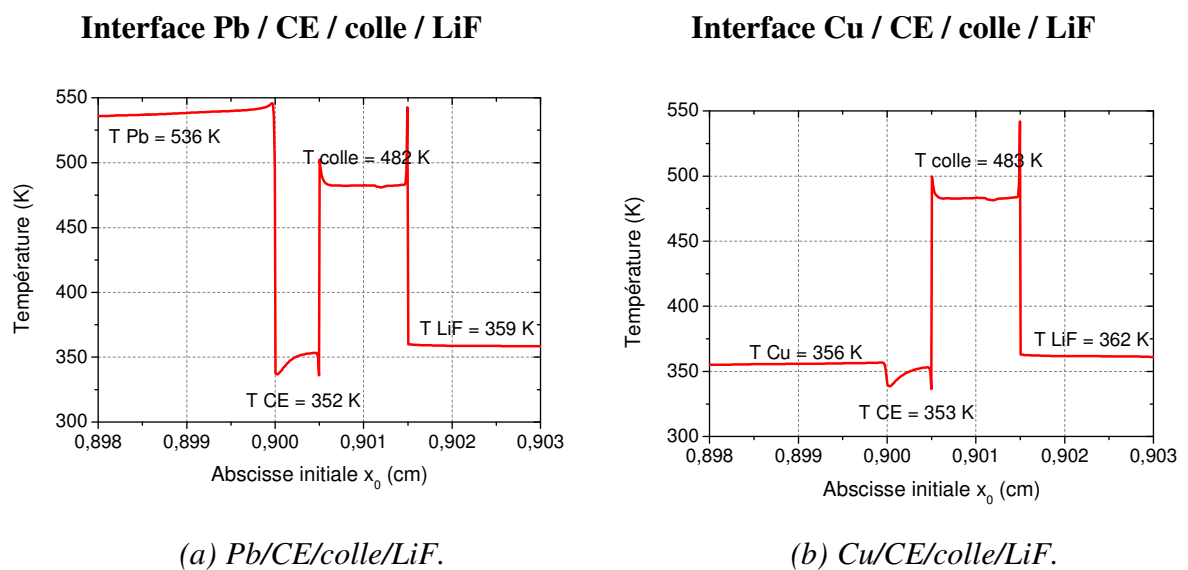 Interface Pb / CE / colle / LiF
550
500
450
400
350
300
Température (K)
T Pb = 536 K
T colle = 482 K
T LiF = 359 K
T CE = 352 K
0,898 0,899 0,900 0,901 0,902 0,903
Abscisse initiale x0 (cm)
(a) Pb/CE/colle/LiF.
Interface Cu / CE / colle / LiF
550
500
450
400
350
300
Température (K)
T colle = 483 K
T Cu = 356 K
T LiF = 362 K
T CE = 353 K
0,898 0,899 0,900 0,901 0,902 0,903
Abscisse initiale x0 (cm)
(b) Cu/CE/colle/LiF.